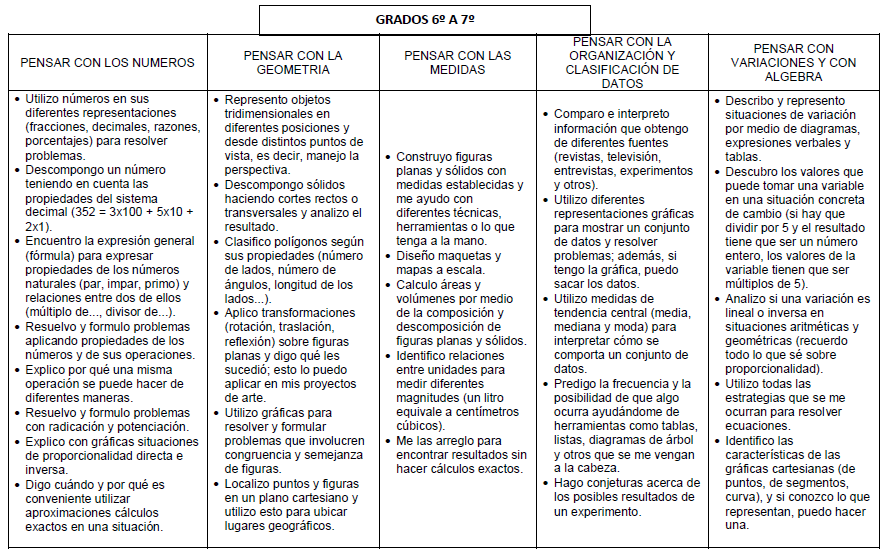 GRADOS 6º A 7º
PENSAR CON LOS NUMEROS
PENSAR CON LA
GEOMETRIA
PENSAR CON LAS
MEDIDAS
PENSAR CON LA
ORGANIZACIÓN Y
CLASIFICACIÓN DE
DATOS
PENSAR CON
VARIACIONES Y CON
ALGEBRA
• Utilizo números en sus
diferentes representaciones
(fracciones, decimales, razones,
porcentajes) para resolver
problemas.
• Descompongo un número
teniendo en cuenta las
propiedades del sistema
decimal (352 = 3x100 + 5x10 +
2x1).
• Encuentro la expresión general
(fórmula) para expresar
propiedades de los números
naturales (par, impar, primo) y
relaciones entre dos de ellos
(múltiplo de..., divisor de...).
• Resuelvo y formulo problemas
aplicando propiedades de los
números y de sus operaciones.
• Explico por qué una misma
operación se puede hacer de
diferentes maneras.
• Resuelvo y formulo problemas
con radicación y potenciación.
• Explico con gráficas situaciones
de proporcionalidad directa e
inversa.
• Digo cuándo y por qué es
conveniente utilizar
aproximaciones cálculos
exactos en una situación.
• Represento objetos
tridimensionales en
diferentes posiciones y
desde distintos puntos de
vista, es decir, manejo la
perspectiva.
• Descompongo sólidos
haciendo cortes rectos o
transversales y analizo el
resultado.
• Clasifico polígonos según
sus propiedades (número
de lados, número de
ángulos, longitud de los
lados...).
• Aplico transformaciones
(rotación, traslación,
reflexión) sobre figuras
planas y digo qué les
sucedió; esto lo puedo
aplicar en mis proyectos
de arte.
• Utilizo gráficas para
resolver y formular
problemas que involucren
congruencia y semejanza
de figuras.
• Localizo puntos y figuras
en un plano cartesiano y
utilizo esto para ubicar
lugares geográficos.
• Construyo figuras
planas y sólidos con
medidas establecidas y
me ayudo con
diferentes técnicas,
herramientas o lo que
tenga a la mano.
• Diseño maquetas y
mapas a escala.
• Calculo áreas y
volúmenes por medio
de la composición y
descomposición de
figuras planas y sólidos.
• Identifico relaciones
entre unidades para
medir diferentes
magnitudes (un litro
equivale a centímetros
cúbicos).
• Me las arreglo para
encontrar resultados sin
hacer cálculos exactos.
• Comparo e interpreto
información que obtengo
de diferentes fuentes
(revistas, televisión,
entrevistas, experimentos
y otros).
• Utilizo diferentes
representaciones gráficas
para mostrar un conjunto
de datos y resolver
problemas; además, si
tengo la gráfica, puedo
sacar los datos.
• Utilizo medidas de
tendencia central (media,
mediana y moda) para
interpretar cómo se
comporta un conjunto de
datos.
• Predigo la frecuencia y la
posibilidad de que algo
ocurra ayudándome de
herramientas como tablas,
listas, diagramas de árbol
y otros que se me vengan
a la cabeza.
• Hago conjeturas acerca de
los posibles resultados de
un experimento.
• Describo y represento
situaciones de variación
por medio de diagramas,
expresiones verbales y
tablas.
• Descubro los valores que
puede tomar una variable
en una situación concreta
de cambio (si hay que
dividir por 5 y el resultado
tiene que ser un número
entero, los valores de la
variable tienen que ser
múltiplos de 5).
• Analizo si una variación es
lineal o inversa en
situaciones aritméticas y
geométricas (recuerdo
todo lo que sé sobre
proporcionalidad).
• Utilizo todas las
estrategias que se me
ocurran para resolver
ecuaciones.
• Identifico las
características de las
gráficas cartesianas (de
puntos, de segmentos,
curva), y si conozco lo que
representan, puedo hacer
una.